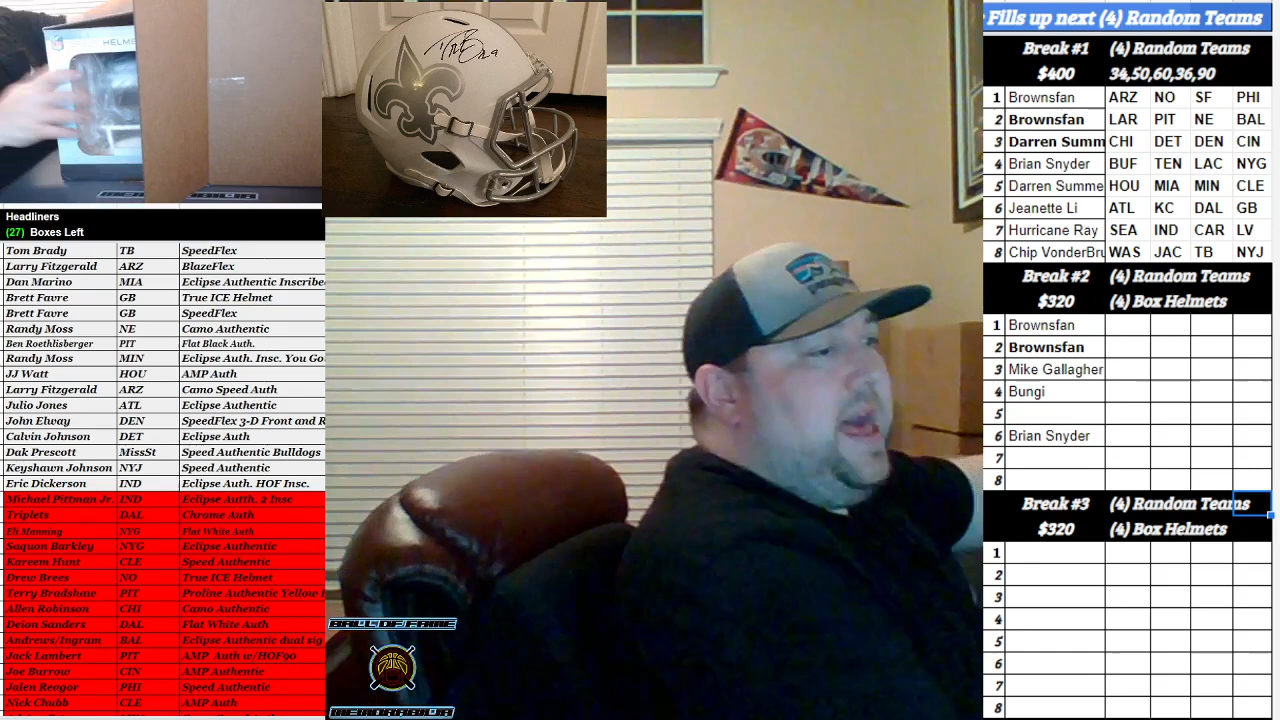 HELME
Headliners
(27) Boxes Left
Tom Brady TB SpeedFlex
Larry Fitzgerald ARZ BlazeFlex
Dan Marino MIA Eclipse Authentic Inscribe
Brett Favre GB True ICE Helmet
Brett Favre GB SpeedFlex
Randy Moss NE Camo Authentic
Ben Roethlisberger PIT Flat Black Auth.
Randy Moss MIN Eclipse Auth. Insc. You Go
JJ Watt HOU AMP Auth
Larry Fitzgerald ARZ Camo Speed Auth
Julio Jones ATL Eclipse Authentic
John Elway DEN SpeedFlex 3-D Front and R
Calvin Johnson DET Eclipse Auth
Dak Prescott MissSt Speed Authentic Bulldogs
Keyshawn Johnson NYJ Speed Authentic
Eric Dickerson IND Eclipse Auth. HOF Insc.
Michael Pittman Jr. IND Eclipse Autth. 2 Insc
Triplets DAL Chrome Auth
Eli Manning NYG Flat White Auth
Saquon Barkley NYG Eclipse Authentic
Kareem Hunt CLE Speed Authentic
Drew Brees NO True ICE Helmet
Terry Bradshaw PIT Proline Authentic Yellow
Allen Robinson CHI Camo Authentic
Deion Sanders DAL Flat White Auth
Andrews/Ingram BAL Eclipse Authentic dual sig
Jack Lambert PIT AMP Auth w/HOF90
Joe Burrow CIN AMP Authentic
Jalen Reagor PHI Speed Authentic
Nick Chubb CLE AMP Auth
BALL OF FAME
MEMORABILIA
Fills up next (4) Random Teams
Break #1 (4) Random Teams
$400 34,50,60,36,90
1 Brownsfan ARZ NO SF PHI
2 Brownsfan LAR PIT NE BAL
3 Darren Summ CHI DET DEN CIN
4 Brian Snyder BUF TEN LAC NYG
5 Darren Summe HOU MIA MIN CLE
6 Jeanette Li ATL KC DAL GB
7 Hurricane Ray SEA IND CAR LV
8 Chip VonderBru WAS JAC TB NYJ
Break #2 (4) Random Teams
$320 (4) Box Helmets
1 Brownsfan
2 Brownsfan
3 Mike Gallagher
4 Bungi
5
6 Brian Snyder
7
8
Break #3 (4) Random Teams
$320 (4) Box Helmets
1
2
3
4
5
6
7
8